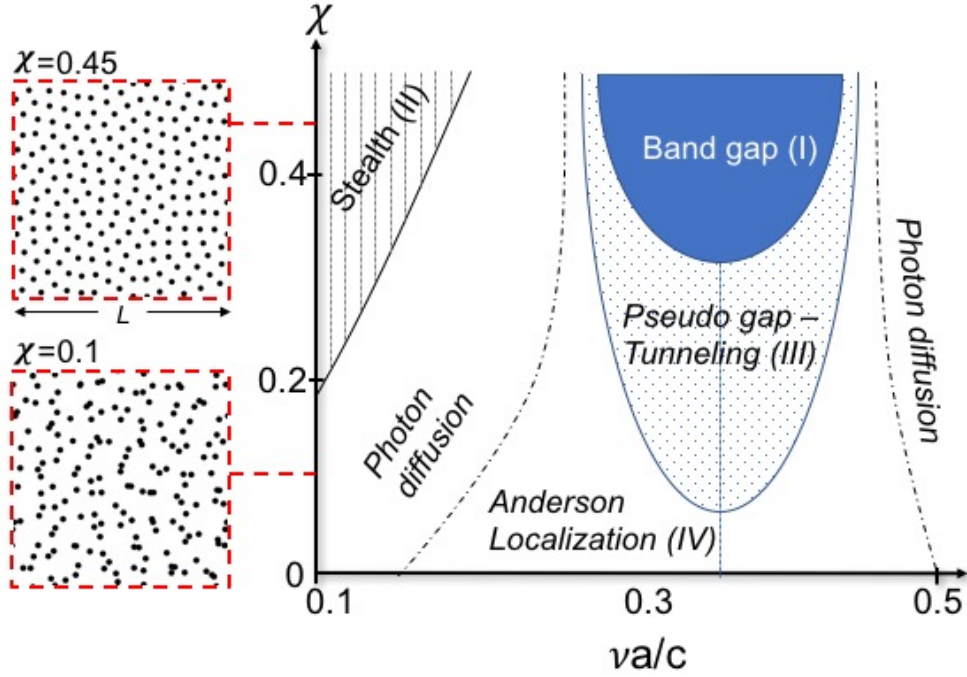 χ
χ=0.45
L
χ=0.1
0.4
0.2
0
Stealth (II)
Band gap (I)
Pseudo gap –
Tunneling (III)
Photon diffusion
Photon
diffusion
Anderson
Localization (IV)
0.1
0.3
0.5
νa/c